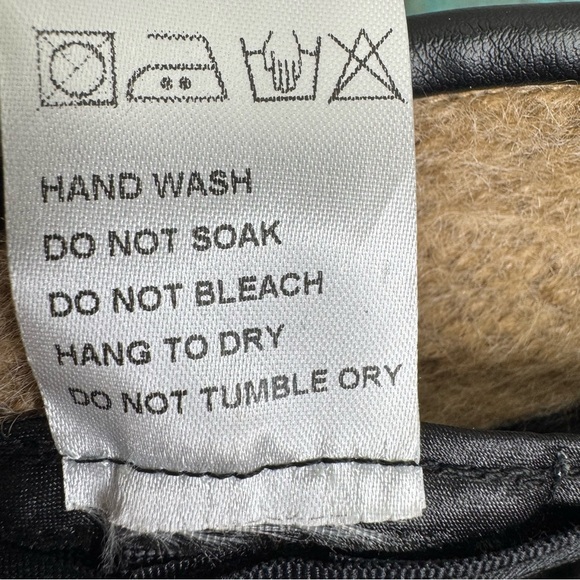 HAND WASH
DO NOT SOAK
DO NOT BLEACH
HANG TO DRY
DO NOT TUMBLE ORY